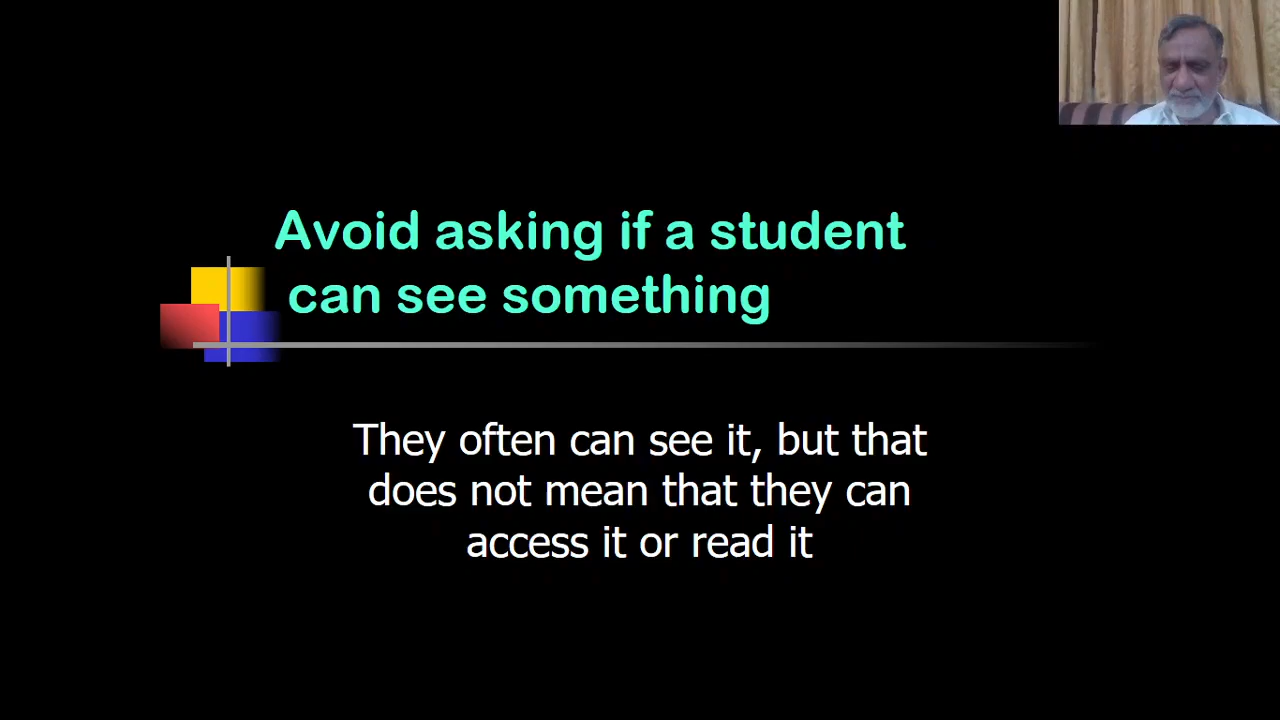 Avoid asking if a student
can see something
They often can see it, but that
does not mean that they can
access it or read it